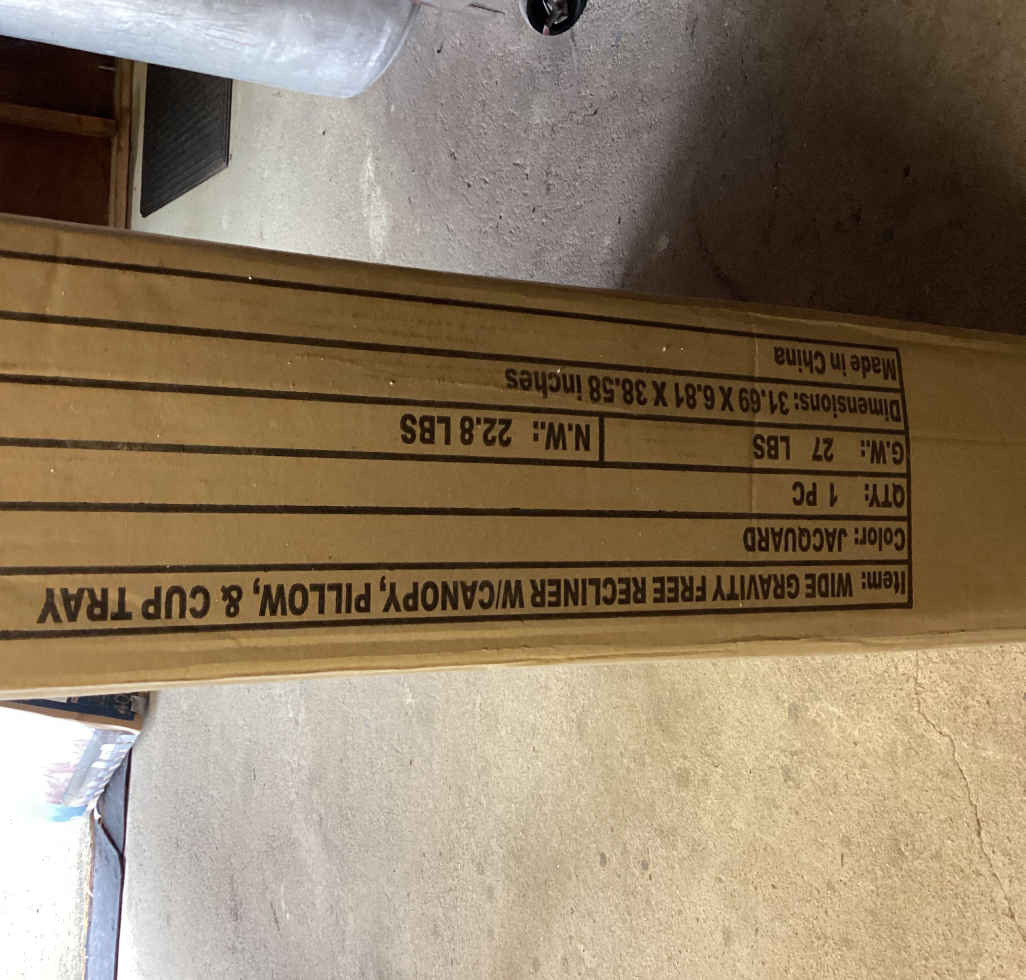 Item: WIDE GRAVITY FREE RECLINER W/CANOPY, PILLOW, & CUP TRAY
Color: JACQUARD
QTY: 1 PC
G.W.: 27 LBS N.W.: 22.8 LBS
Dimensions: 31.69 X 6.81 X 38.58 inches
Made in China